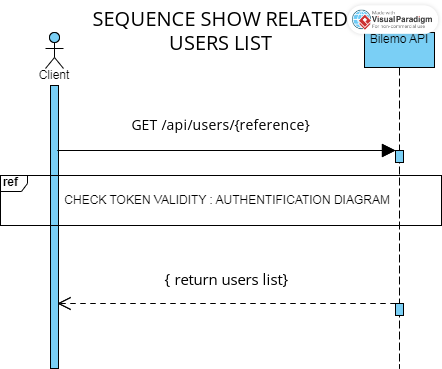 SEQUENCE SHOW RELATED
USERS LIST
Made with
Visual Paradigm
For non-commercial use
Bilemo API
Client
GET /api/users/{reference}
ref
CHECK TOKEN VALIDITY : AUTHENTIFICATION DIAGRAM
{ return users list}